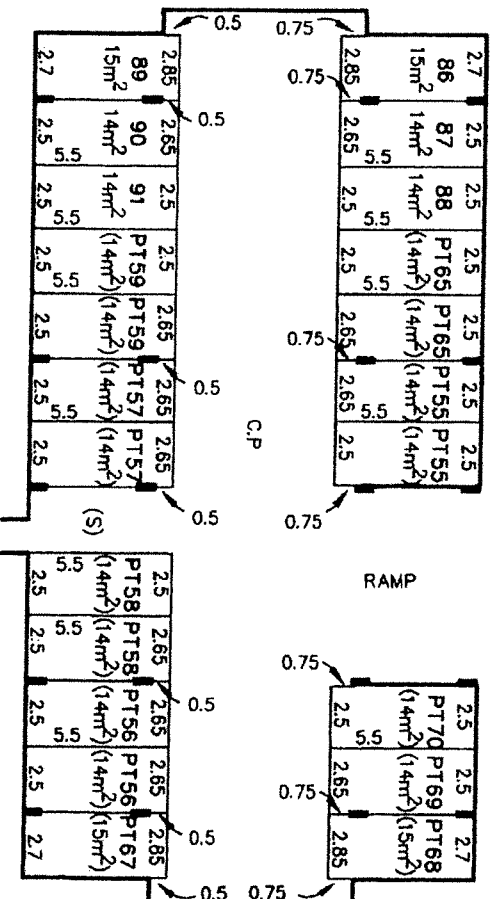 0.5 0.75
2.7 89 15m² 2.85
2.85 86 15m² 2.7
0.75
0.5
2.5 90 14m² 2.65
5.5
2.65 87 14m² 2.5
5.5
2.5 91 14m² 2.5
5.5
2.5 88 14m² 2.5
5.5
2.5 PT59 (14m²) 2.5
5.5
2.5 PT65 (14m²) 2.5
2.5 PT59 (14m²) 2.65
2.65 PT65 (14m²) 2.5
0.75
0.5
2.5 PT57 (14m²) 2.65
5.5
2.65 PT55 (14m²) 2.5
5.5
2.5 PT57 (14m²) 2.65
2.5 PT55 (14m²) 2.5
C.P
0.5 0.75
(S)
RAMP
2.5 PT58 (14m²) 2.5
5.5
2.5 PT58 (14m²) 2.65
5.5
0.75
0.5
2.5 PT56 (14m²) 2.65
5.5
2.5 PT70 (14m²) 2.5
5.5
2.5 PT56 (14m²) 2.65
2.65 PT69 (14m²) 2.5
0.75
0.5
2.7 PT67 (15m²) 2.85
2.85 PT68 (15m²) 2.7
0.5 0.75